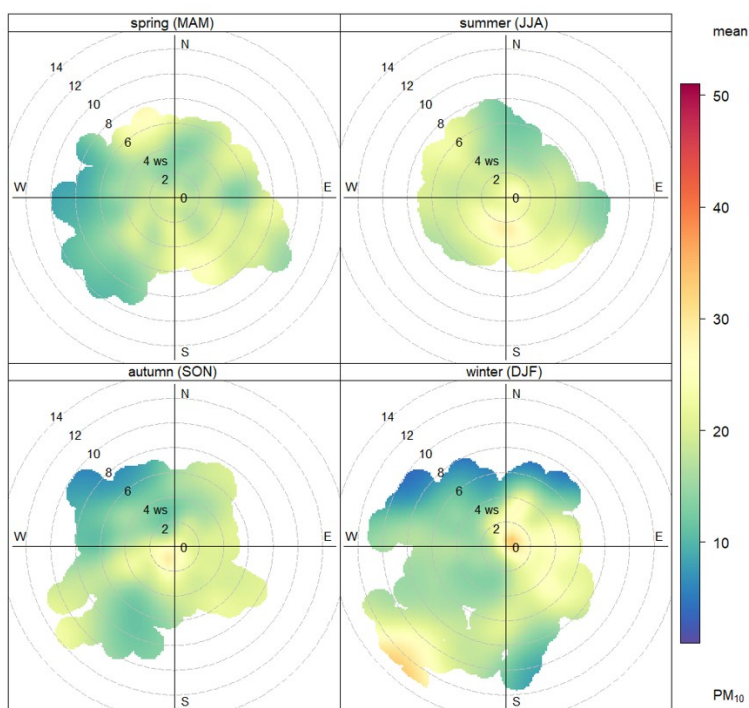 spring (MAM)
summer (JJA)
mean
N
14
12
10
8
6
4 ws
2
0
W
E
S
N
14
12
10
8
6
4 ws
2
0
W
E
S
50
40
30
20
10
autumn (SON)
winter (DJF)
N
14
12
10
8
6
4 ws
2
0
W
E
S
N
14
12
10
8
6
4 ws
2
0
W
E
S
PM₁₀